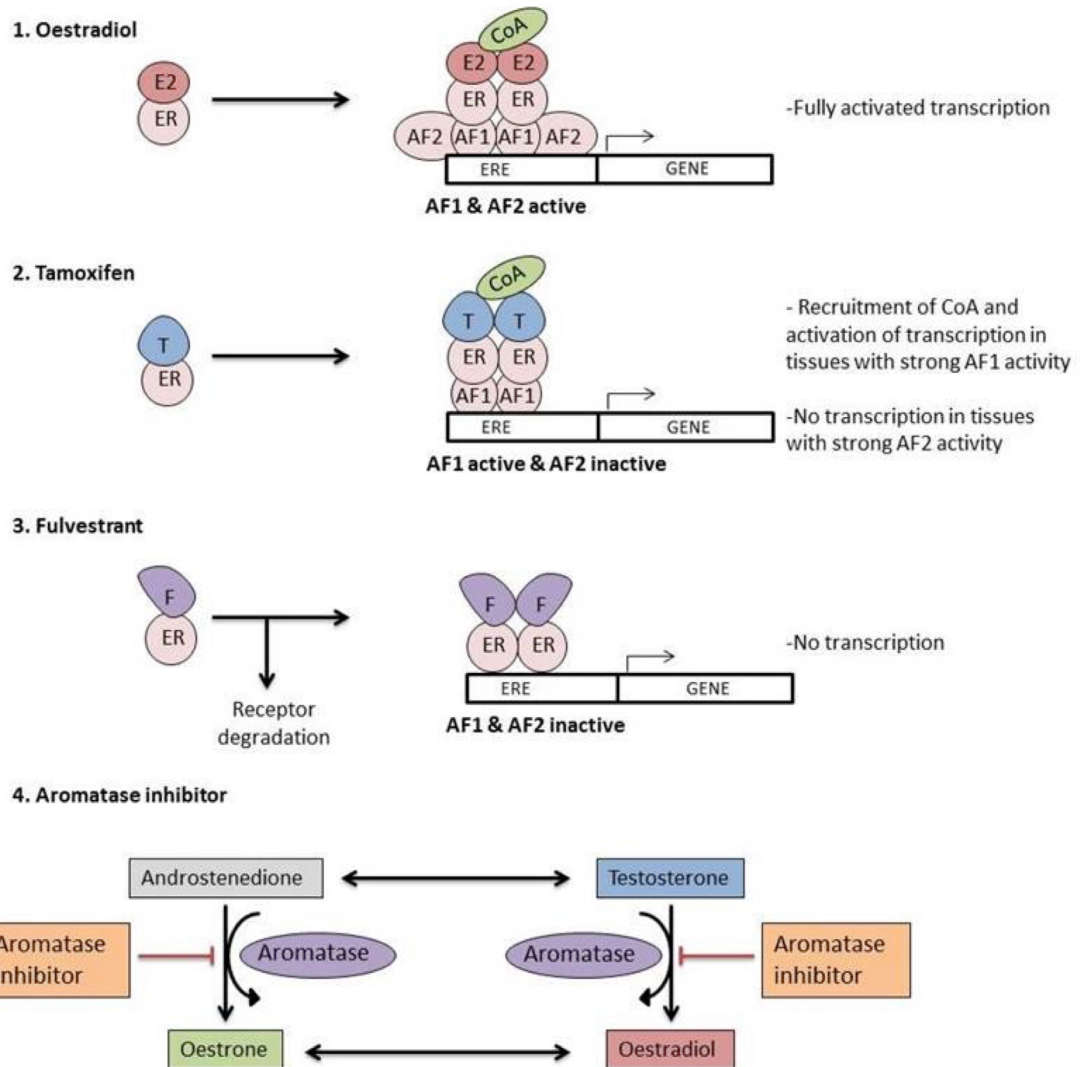 1. Oestradiol
CoA
E2
E2 E2
ER
ER ER
AF2 AF1 AF1 AF2
ERE GENE
AF1 & AF2 active
-Fully activated transcription
2. Tamoxifen
CoA
T
T T
ER
ER ER
AF1 AF1
ERE GENE
AF1 active & AF2 inactive
- Recruitment of CoA and
activation of transcription in
tissues with strong AF1 activity
-No transcription in tissues
with strong AF2 activity
3. Fulvestrant
F
F F
ER
ER ER
Receptor
degradation
ERE GENE
AF1 & AF2 inactive
-No transcription
4. Aromatase inhibitor
Androstenedione
Testosterone
Aromatase
nhibitor
Aromatase
Aromatase
Aromatase
inhibitor
Oestrone
Oestradiol